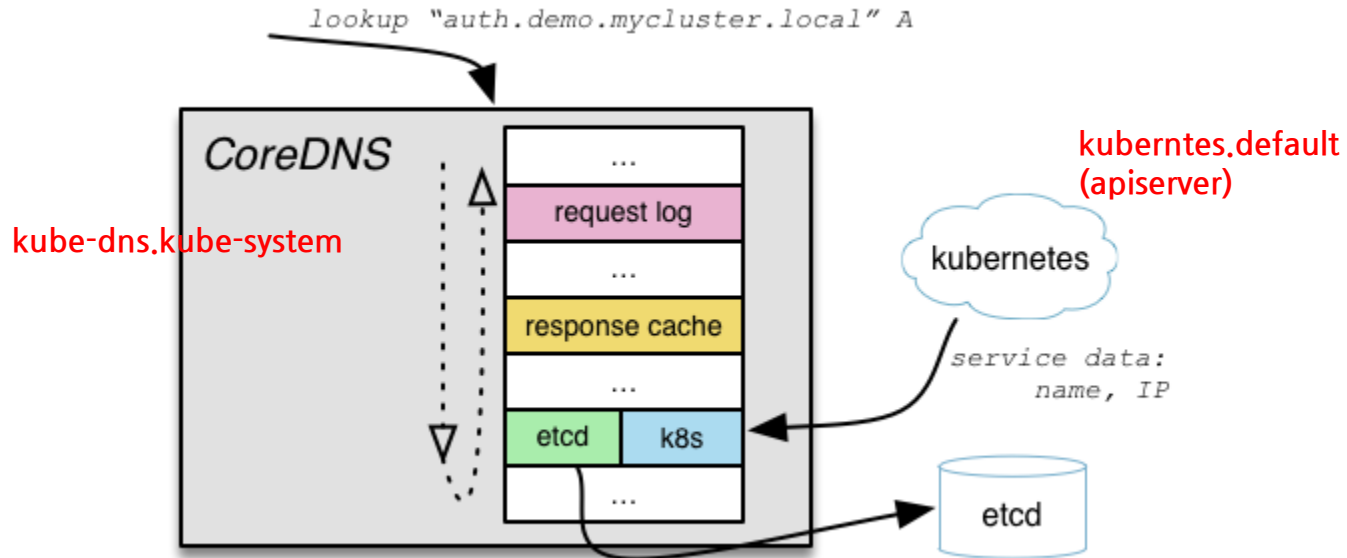 lookup “auth.demo.mycluster.local” A
CoreDNS
kube-dns.kube-system
...
request log
...
response cache
...
etcd
k8s
...
kuberntes.default
(apiserver)
kubernetes
service data:
name, IP
etcd